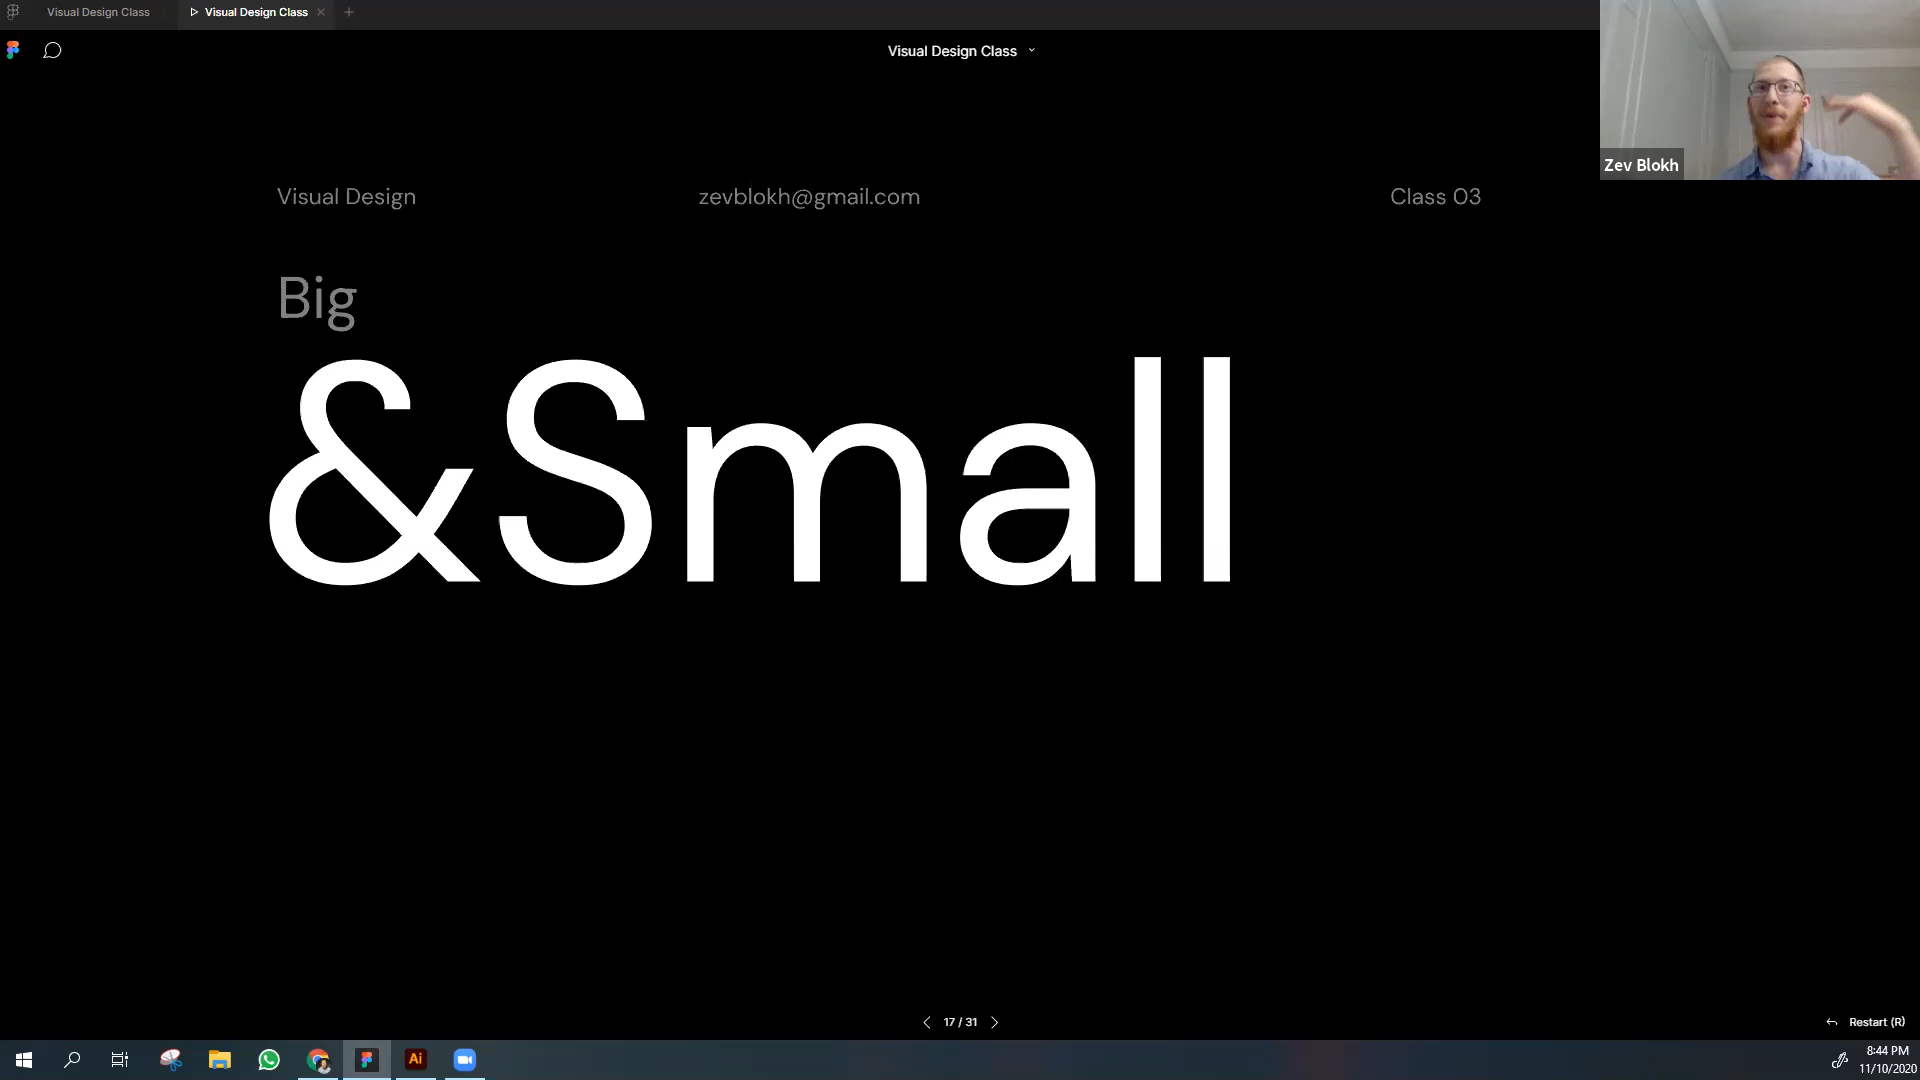 Visual Design Class
Visual Design Class
Visual Design Class
Zev Blokh
Visual Design
zevblokh@gmail.com
Class 03
Big
&Small
17 / 31
Restart (R)
Ai
8:44 PM
11/10/2020